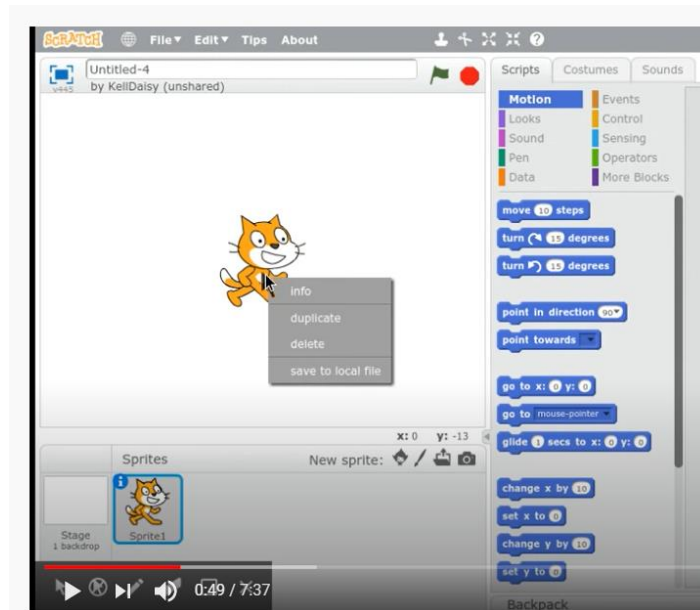 SCRATCH File▼ Edit▼ Tips About
Untitled-4
v445 by KellDaisy (unshared)
Scripts Costumes Sounds
Motion Events
Looks Control
Sound Sensing
Pen Operators
Data More Blocks
move 10 steps
turn 15 degrees
turn 15 degrees
point in direction 90▼
point towards ▼
go to x: 0 y: 0
go to mouse-pointer ▼
glide 1 secs to x: 0 y: 0
change x by 10
set x to 0
change y by 10
set y to 0
Backpack
info
duplicate
delete
save to local file
x: 0 y: -13
Sprites New sprite:
Stage
1 backdrop
Sprite1
0:49 / 7:37